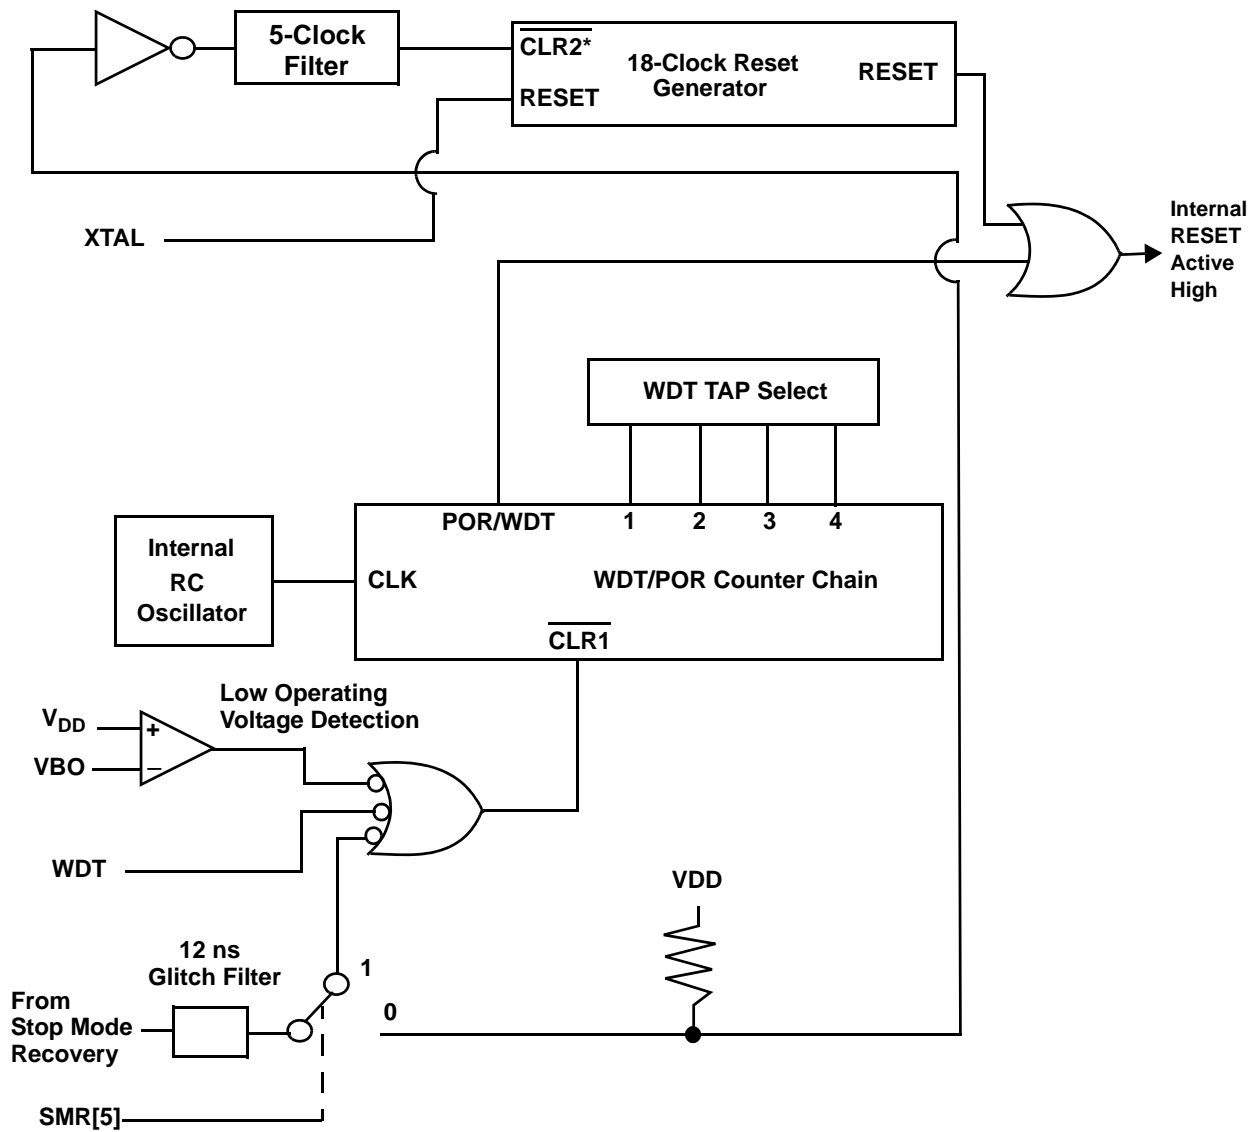 5-Clock
Filter
CLR2*
RESET
18-Clock Reset
Generator
RESET
XTAL
Internal
RESET
Active
High
WDT TAP Select
POR/WDT
1
2
3
4
Internal
RC
Oscillator
CLK
WDT/POR Counter Chain
CLR1
Low Operating
Voltage Detection
VDD
+
VBO
–
WDT
VDD
12 ns
Glitch Filter
1
0
From
Stop Mode
Recovery
SMR[5]